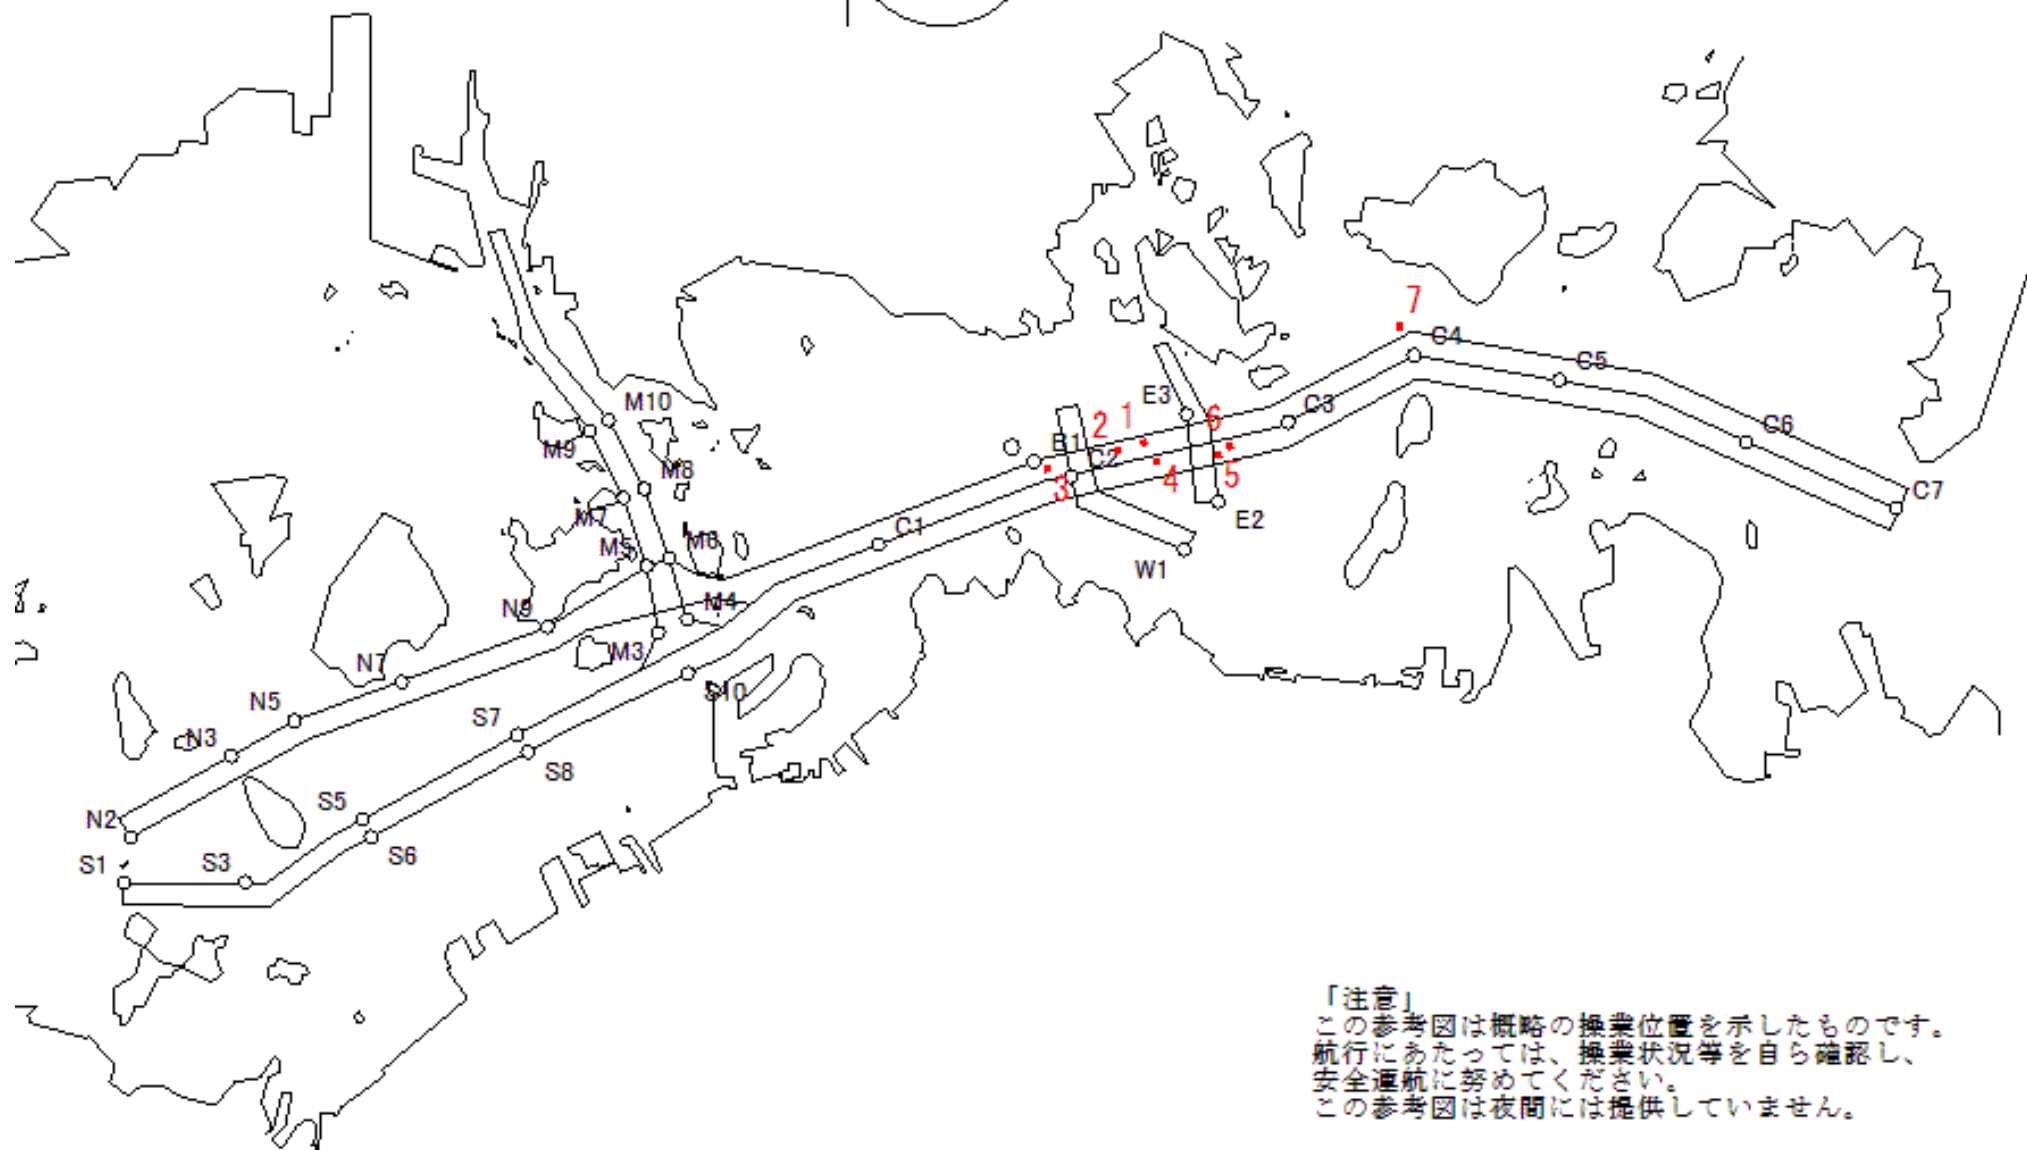 7
C4
C5
M10
E3
6
C3
2
1
C6
M9
B1
C2
M8
3
4
5
C7
M7
E2
C1
M5
M6
W1
N9
M4
M3
N7
S10
N5
S7
N3
S8
S5
N2
S6
S1
S3
「注意」
この参考図は概略の操業位置を示したものです。
航行にあたっては、操業状況等を自ら確認し、
安全運航に努めてください。
この参考図は夜間には提供していません。